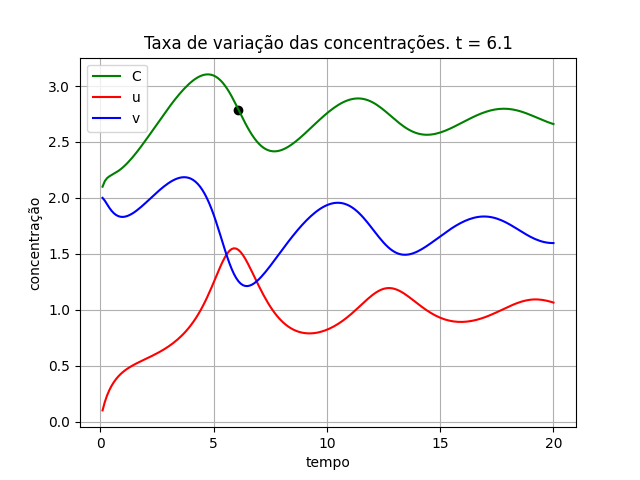 Taxa de variação das concentrações. t = 6.1
C
u
v
3.0
2.5
2.0
1.5
1.0
0.5
0.0
concentração
0
5
10
15
20
tempo